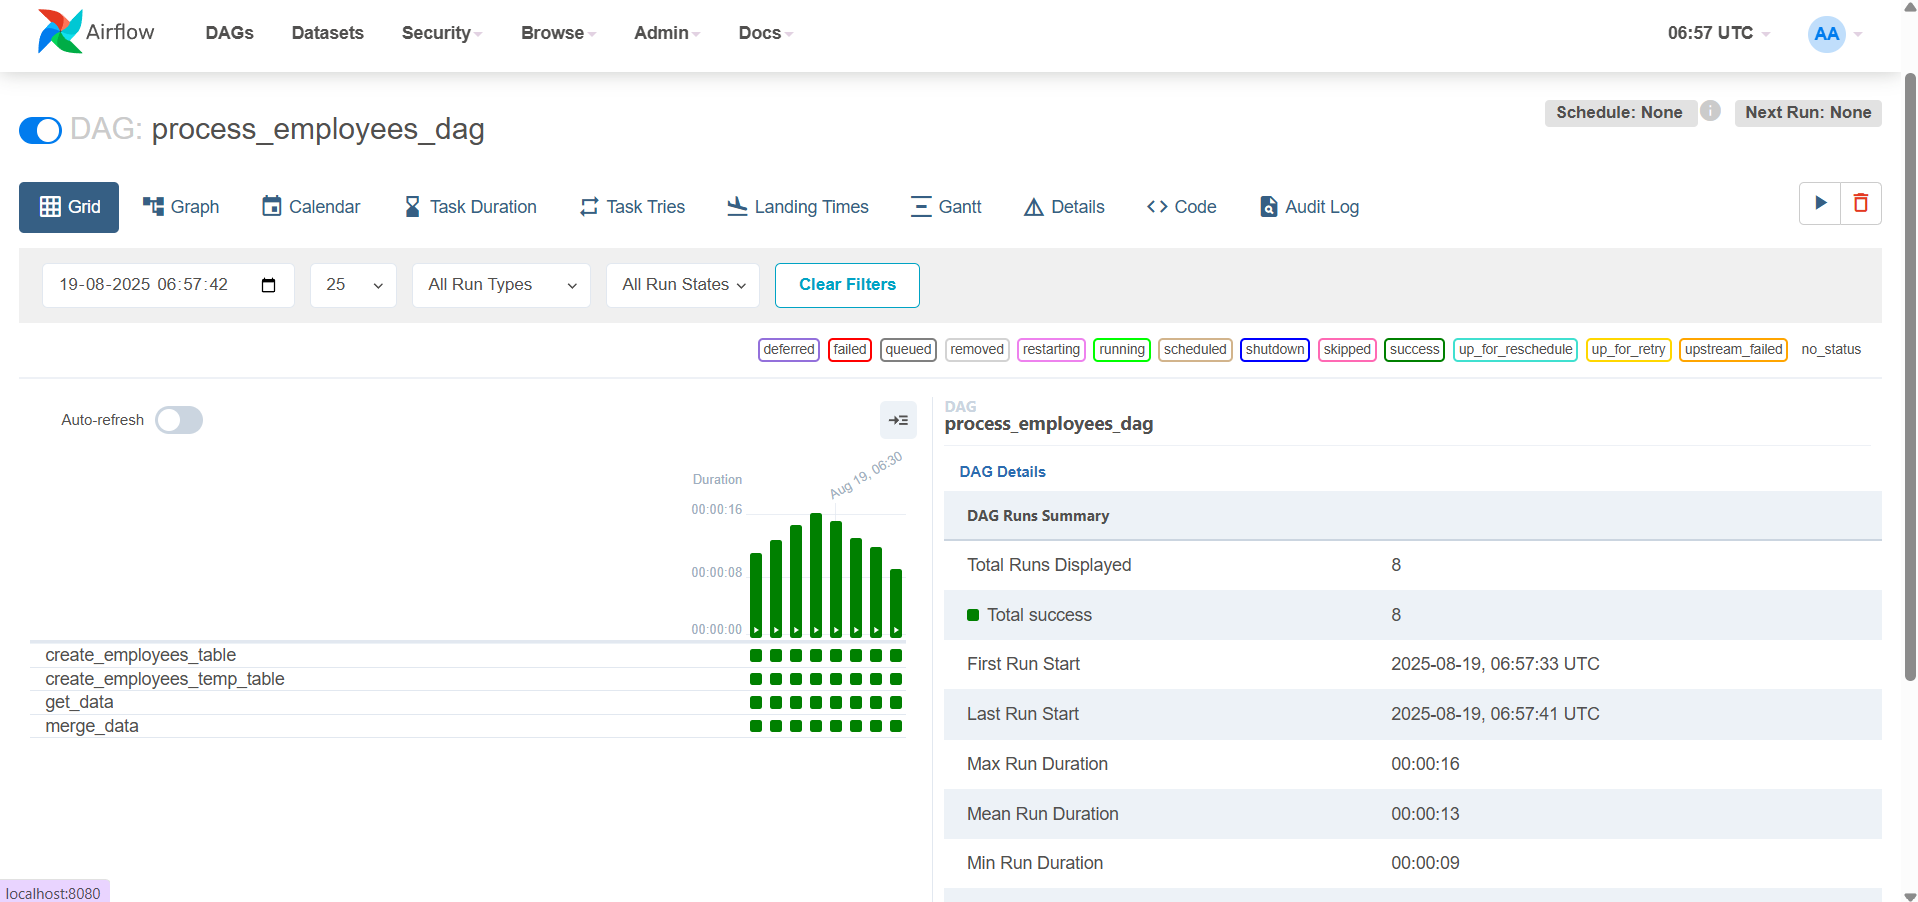 Airflow DAGs Datasets Security Browse Admin Docs 06:57 UTC AA
Schedule: None i Next Run: None
DAG: process_employees_dag
Grid Graph Calendar Task Duration Task Tries Landing Times Gantt Details Code Audit Log
19-08-2025 06:57:42 25 All Run Types All Run States Clear Filters
deferred failed queued removed restarting running scheduled shutdown skipped success up_for_reschedule up_for_retry upstream_failed no_status
Auto-refresh
Duration
Aug 19, 06:30
00:00:16
00:00:08
00:00:00
create_employees_table
create_employees_temp_table
get_data
merge_data
DAG
process_employees_dag
DAG Details
DAG Runs Summary
Total Runs Displayed 8
Total success 8
First Run Start 2025-08-19, 06:57:33 UTC
Last Run Start 2025-08-19, 06:57:41 UTC
Max Run Duration 00:00:16
Mean Run Duration 00:00:13
Min Run Duration 00:00:09
localhost:8080